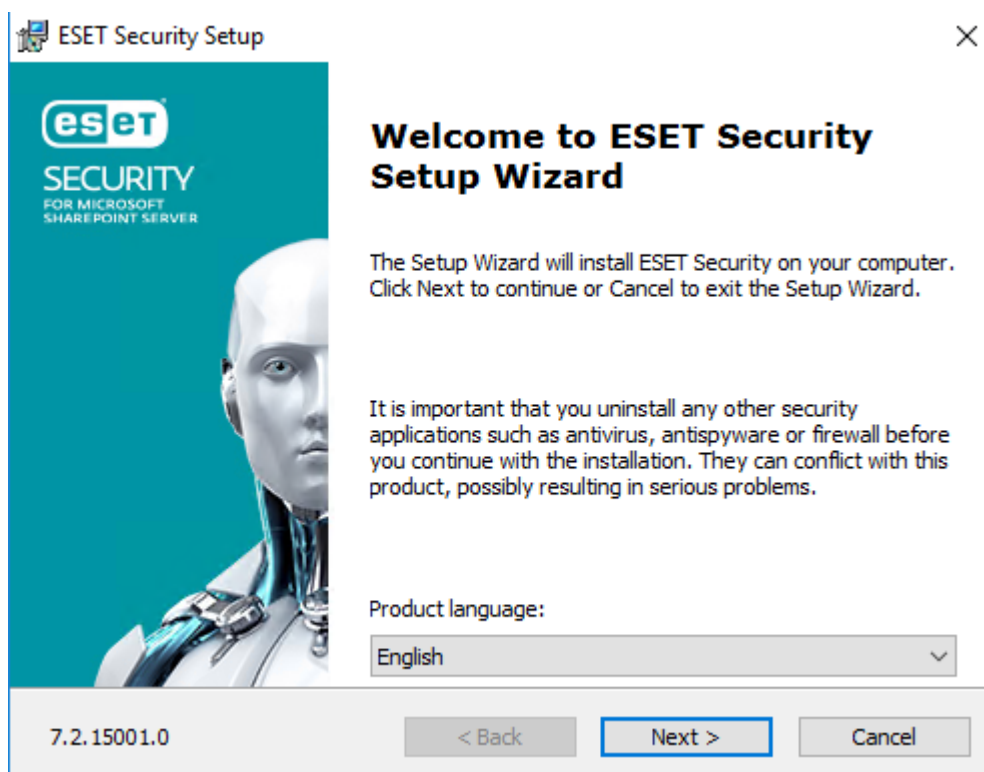 ESET Security Setup
eseT
SECURITY
FOR MICROSOFT
SHAREPOINT SERVER
Welcome to ESET Security
Setup Wizard
The Setup Wizard will install ESET Security on your computer.
Click Next to continue or Cancel to exit the Setup Wizard.
It is important that you uninstall any other security
applications such as antivirus, antispyware or firewall before
you continue with the installation. They can conflict with this
product, possibly resulting in serious problems.
Product language:
English
7.2.15001.0
< Back
Next >
Cancel